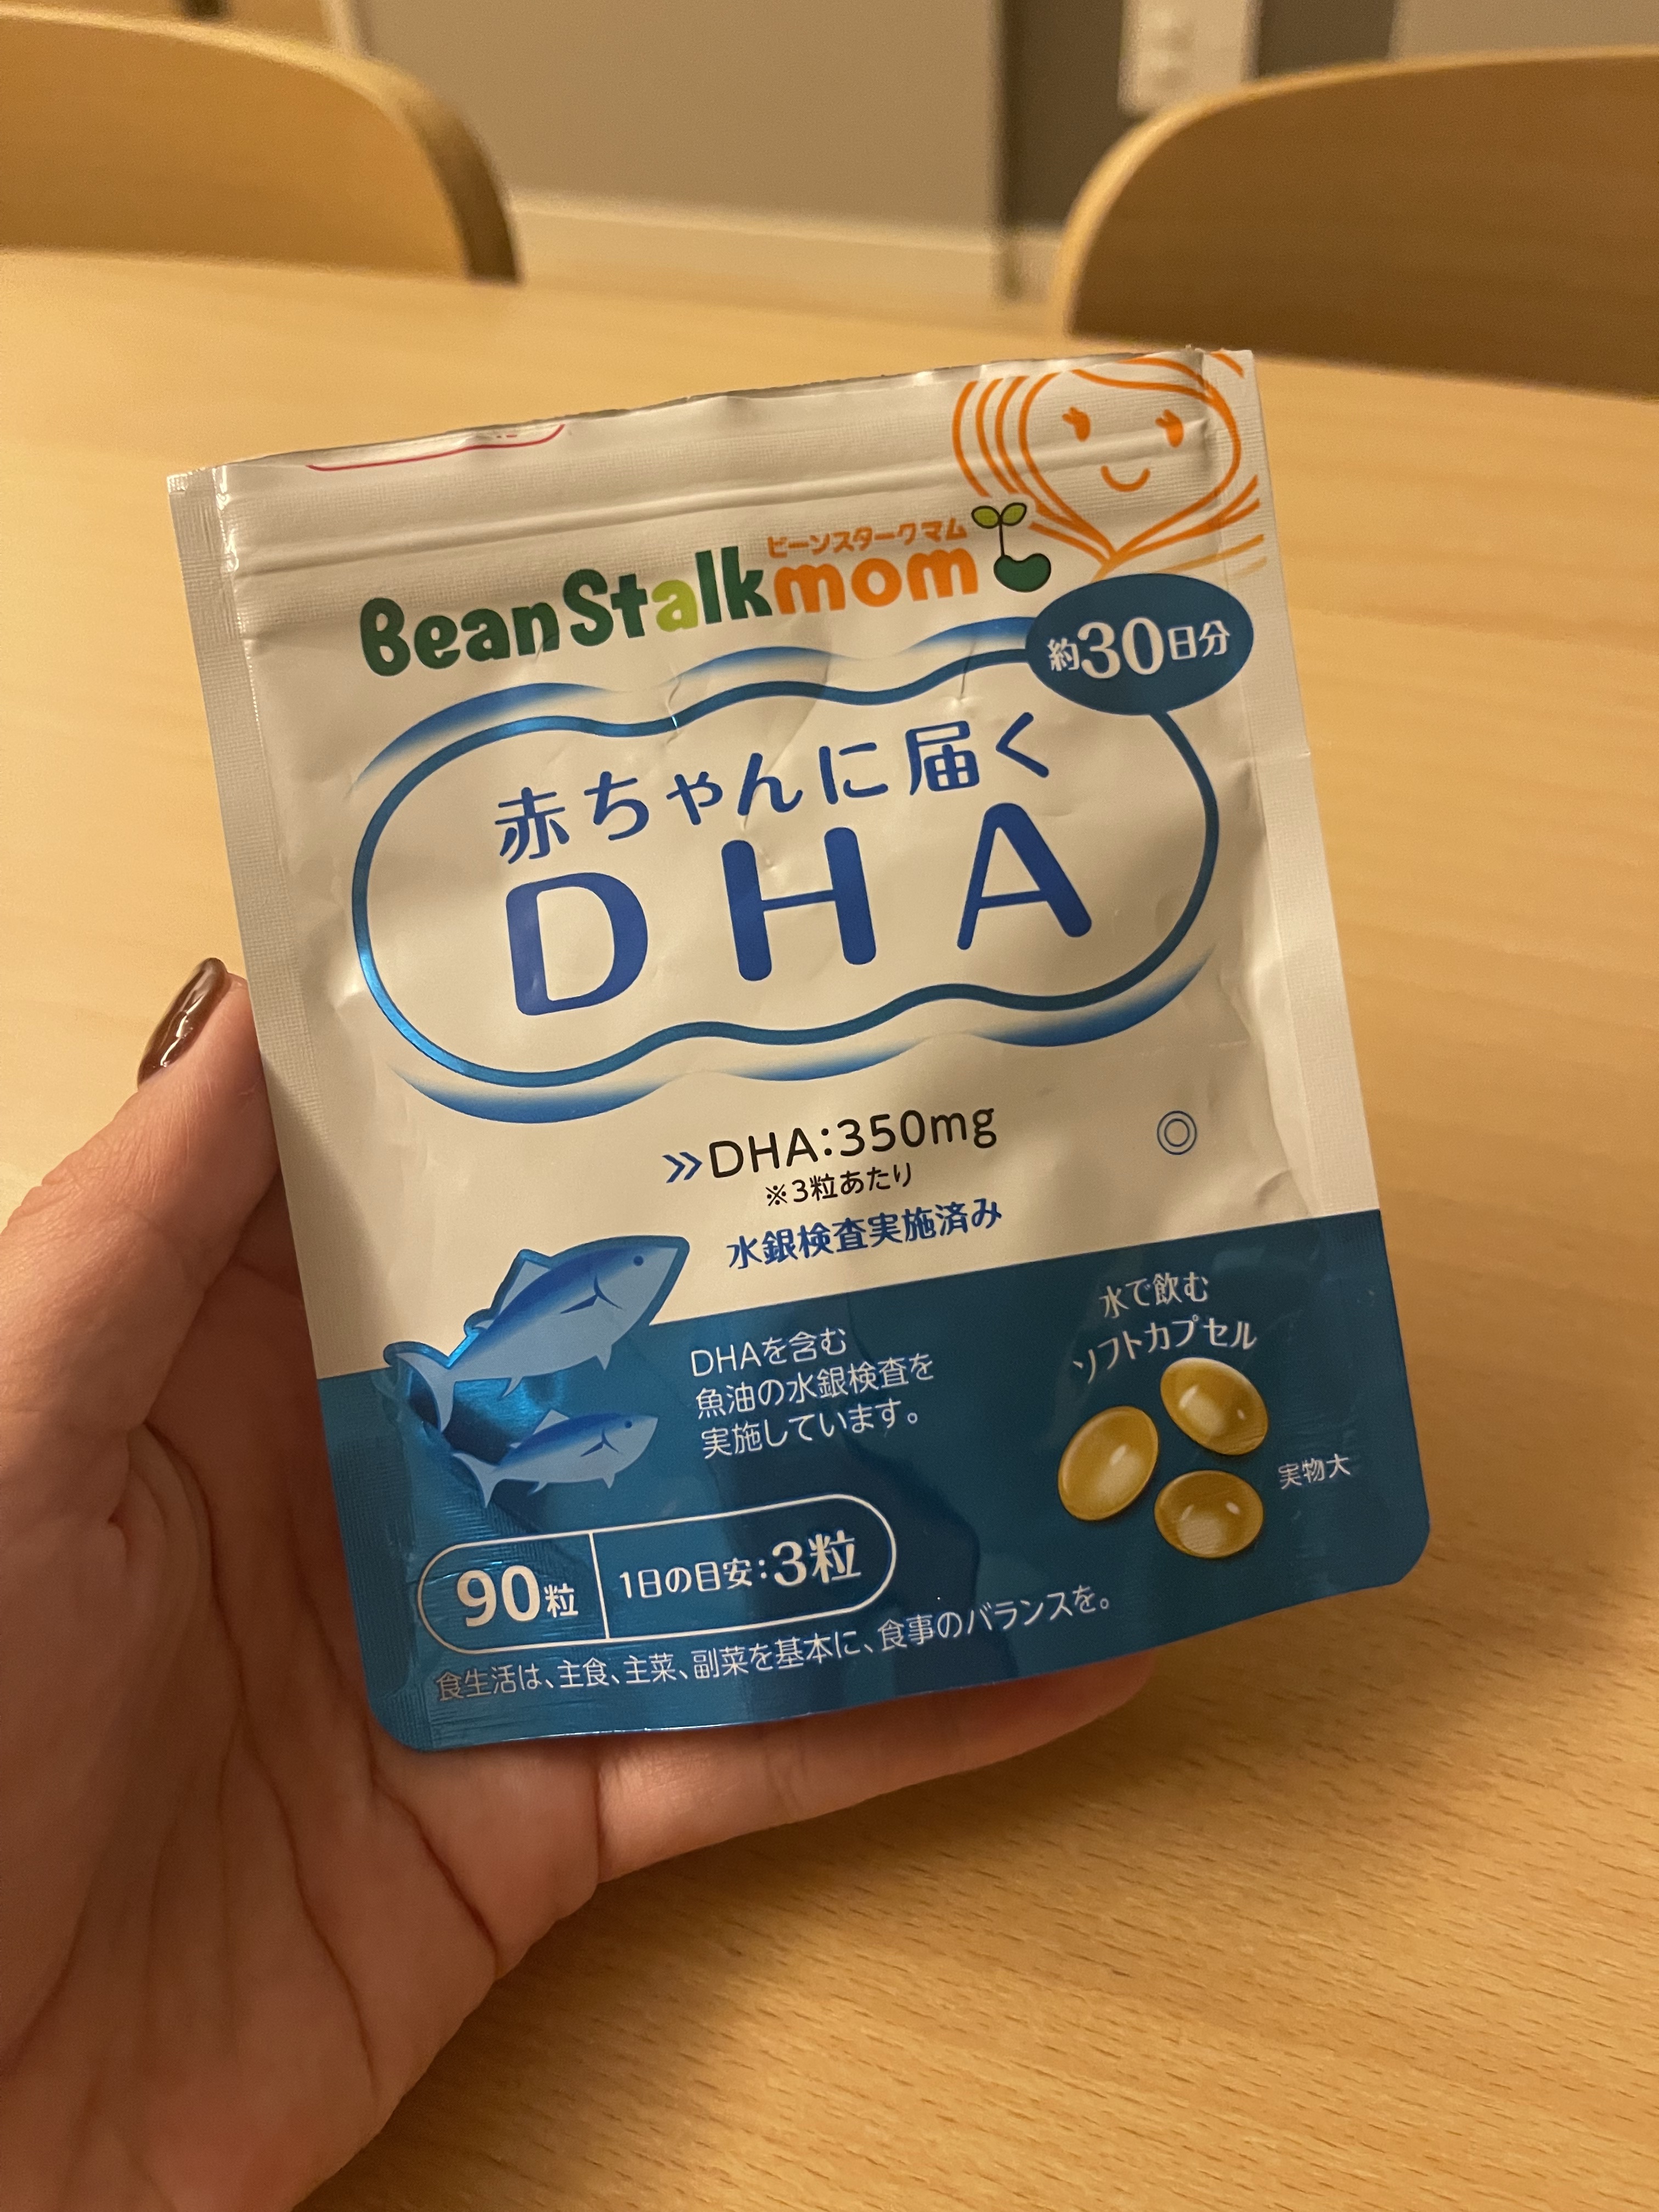 ビーンスターク マム
BeanStalkmom
約30日分
赤ちゃんに届く
DHA
≫DHA:350mg
※3粒あたり
水銀検査実施済み
水で飲む
ソフトカプセル
DHAを含む
魚油の水銀検査を
実施しています。
実物大
90粒 1日の目安:3粒
食生活は、主食、主菜、副菜を基本に、食事のバランスを。